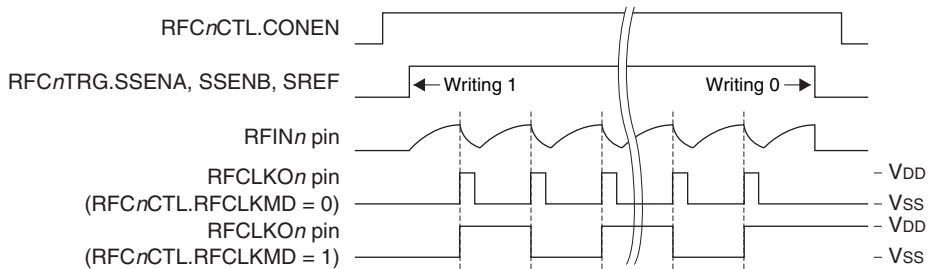 RFCnCTL.CONEN
RFCnTRG.SSENA, SSENB, SREF
Writing 1
Writing 0
RFINn pin
RFCLKOn pin
(RFCnCTL.RFCLKMD = 0)
VDD
VSS
RFCLKOn pin
(RFCnCTL.RFCLKMD = 1)
VDD
VSS